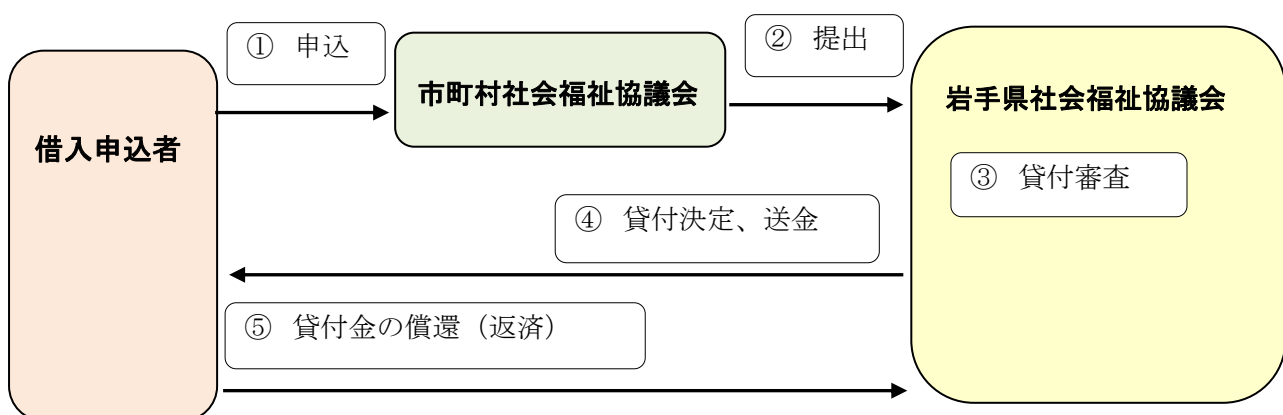 ① 申込
② 提出
市町村社会福祉協議会
岩手県社会福祉協議会
借入申込者
③ 貸付審査
④ 貸付決定、送金
⑤ 貸付金の償還（返済）